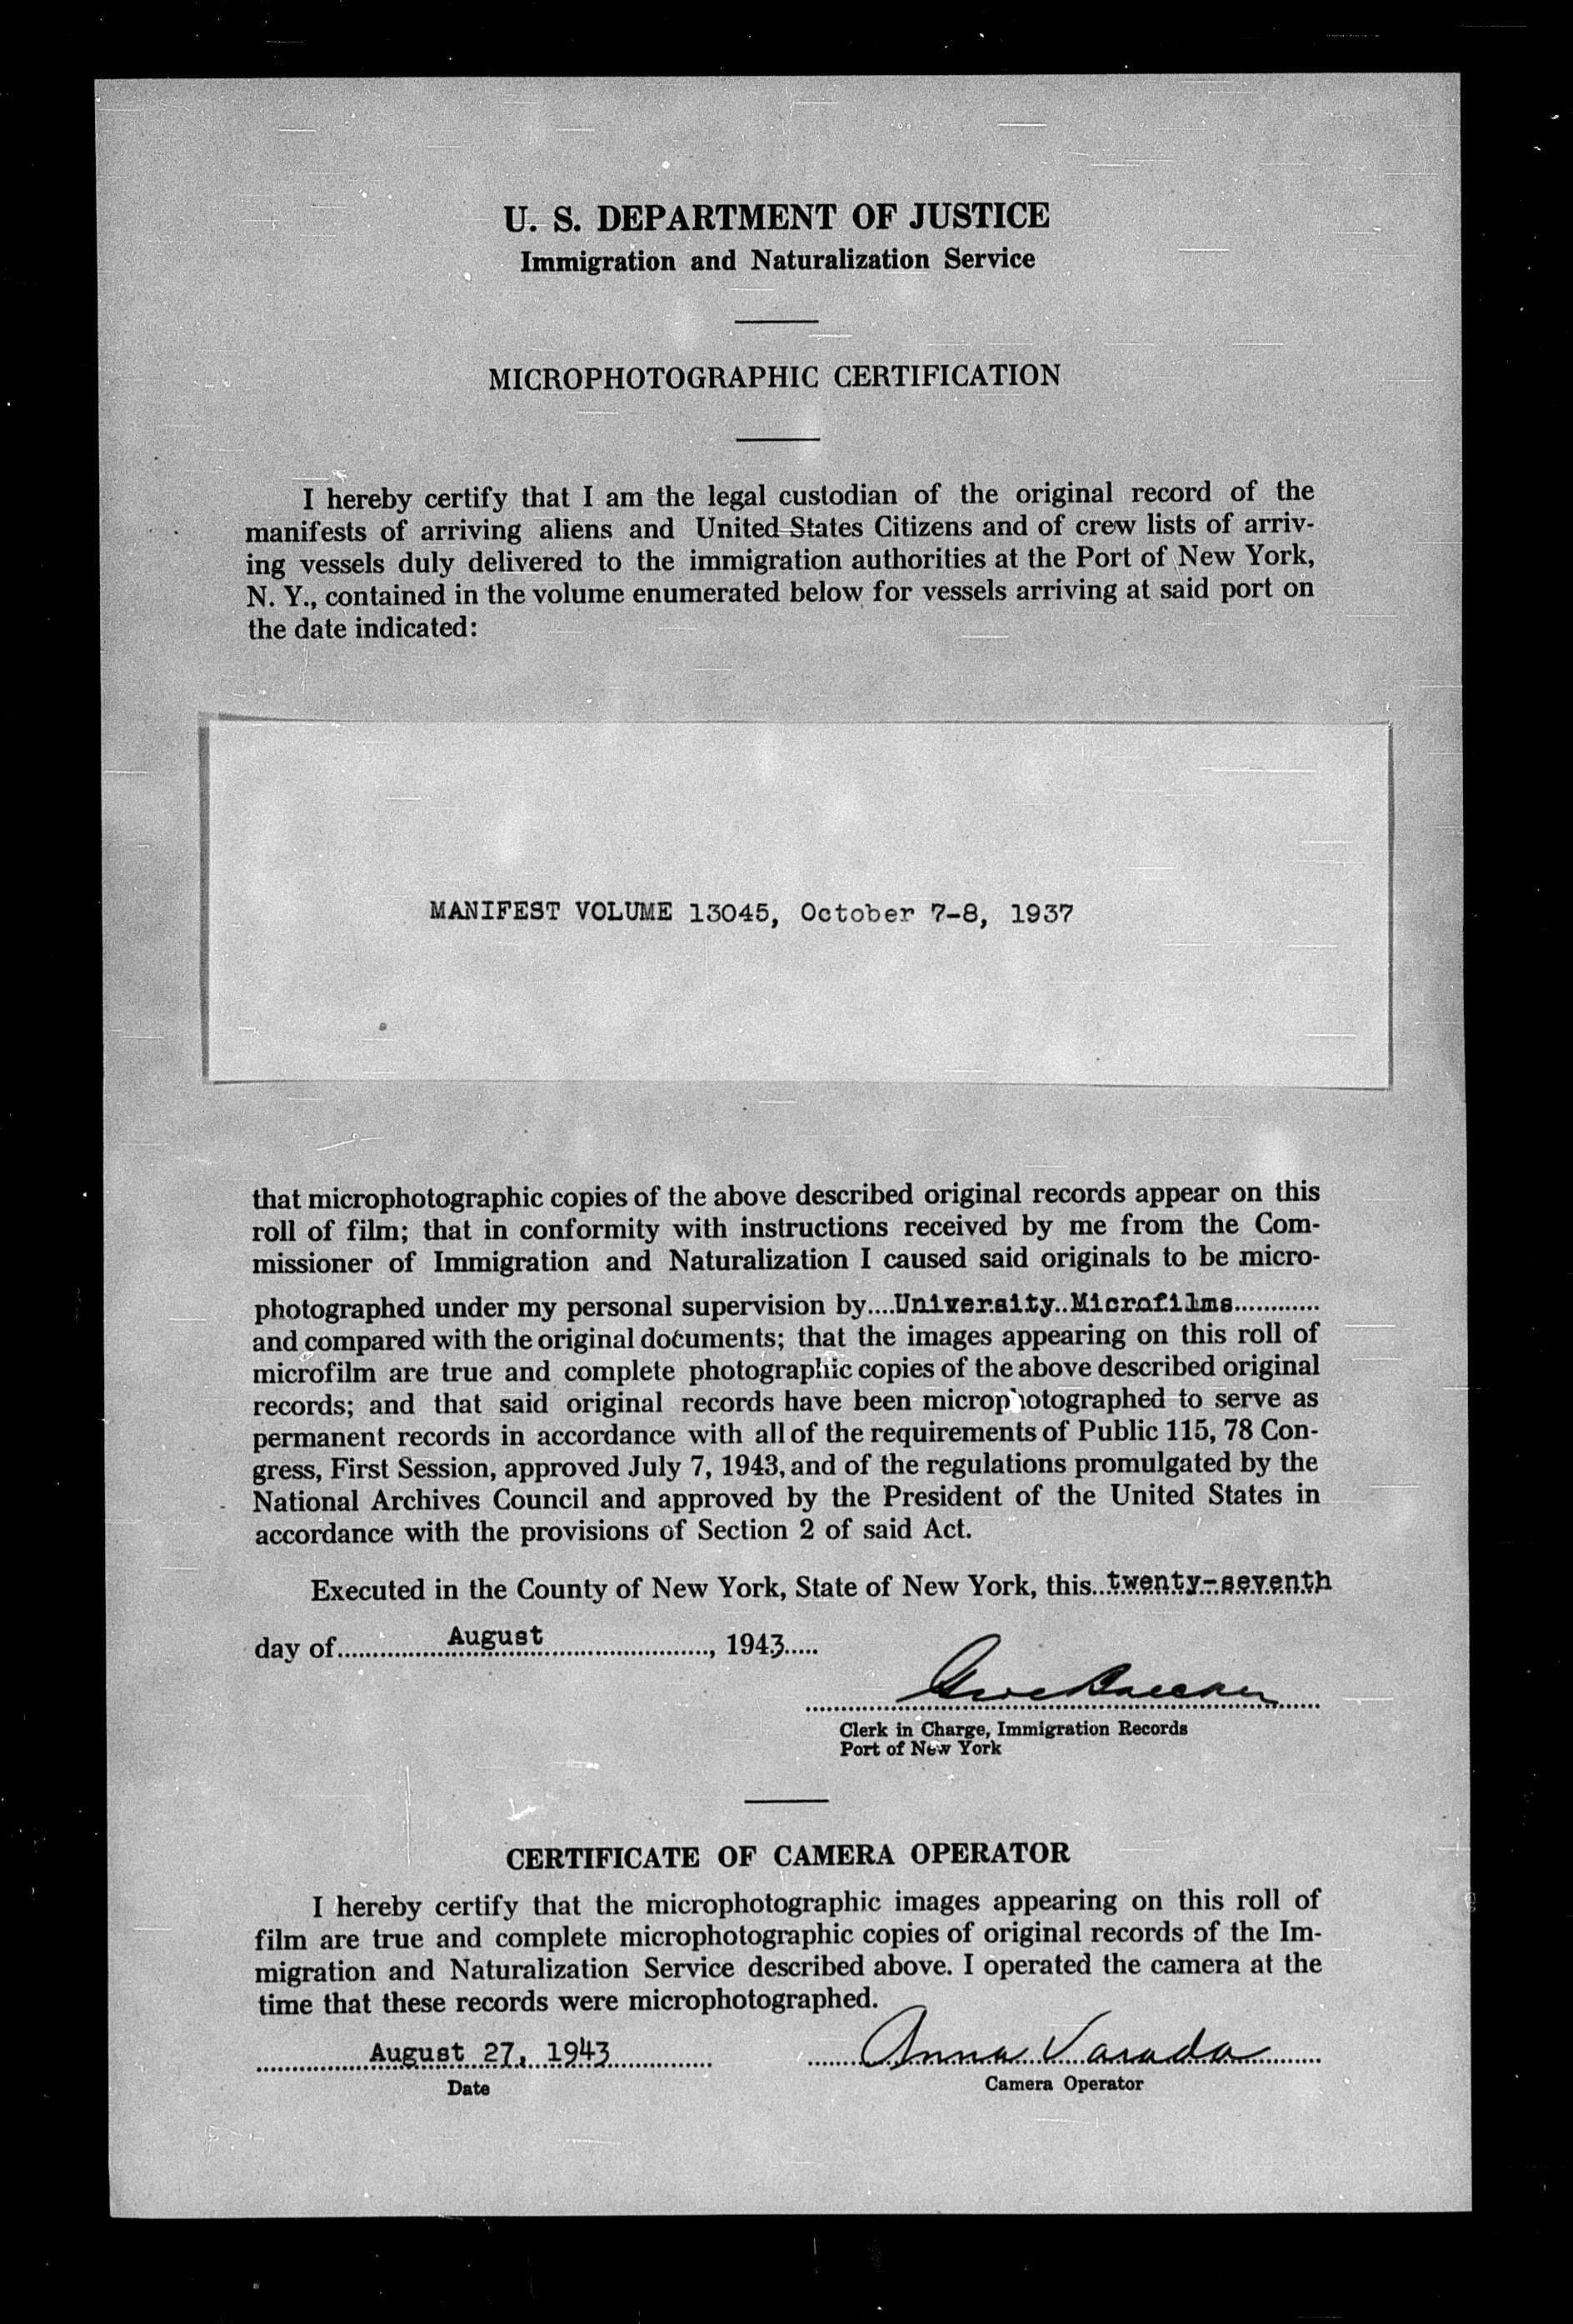 U. S. DEPARTMENT OF JUSTICE
Immigration and Naturalization Service
MICROPHOTOGRAPHIC CERTIFICATION
I hereby certify that I am the legal custodian of the original record of the
manifests of arriving aliens and United States Citizens and of crew lists of arriv-
ing vessels duly delivered to the immigration authorities at the Port of New York,
N. Y., contained in the volume enumerated below for vessels arriving at said port on
the date indicated:
MANIFEST VOLUME 13045, October 7-8, 1937
that microphotographic copies of the above described original records appear on this
roll of film; that in conformity with instructions received by me from the Com-
missioner of Immigration and Naturalization I caused said originals to be micro-
photographed under my personal supervision by....University..Microfilms............
and compared with the original documents; that the images appearing on this roll of
microfilm are true and complete photographic copies of the above described original
records; and that said original records have been microphotographed to serve as
permanent records in accordance with all of the requirements of Public 115, 78 Con-
gress, First Session, approved July 7, 1943, and of the regulations promulgated by the
National Archives Council and approved by the President of the United States in
accordance with the provisions of Section 2 of said Act.
Executed in the County of New York, State of New York, this..twenty-seventh
day of................August........................, 1943.....
Clerk in Charge, Immigration Records
Port of New York
CERTIFICATE OF CAMERA OPERATOR
I hereby certify that the microphotographic images appearing on this roll of
film are true and complete microphotographic copies of original records of the Im-
migration and Naturalization Service described above. I operated the camera at the
time that these records were microphotographed.
August 27, 1943 Anna Varada
Date Camera Operator